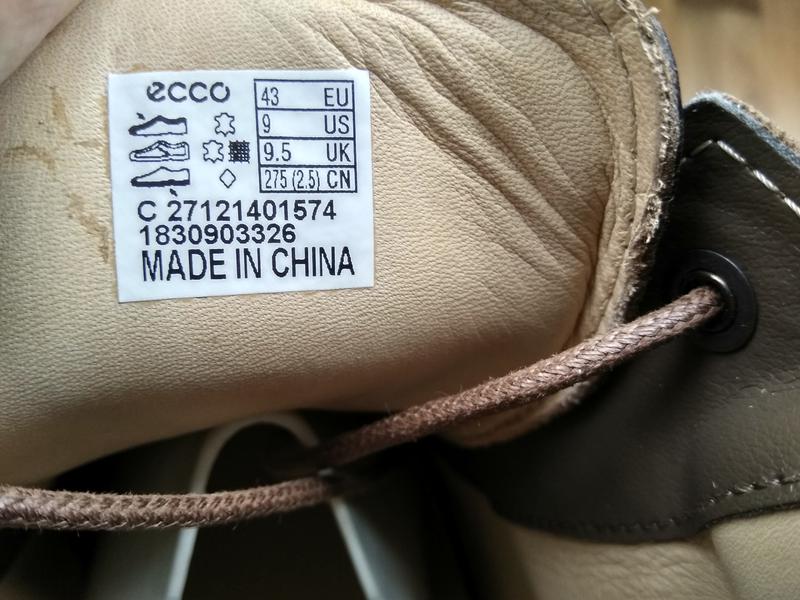 ecco
43 EU
9 US
9.5 UK
275 (2.5) CN
C 27121401574
1830903326
MADE IN CHINA